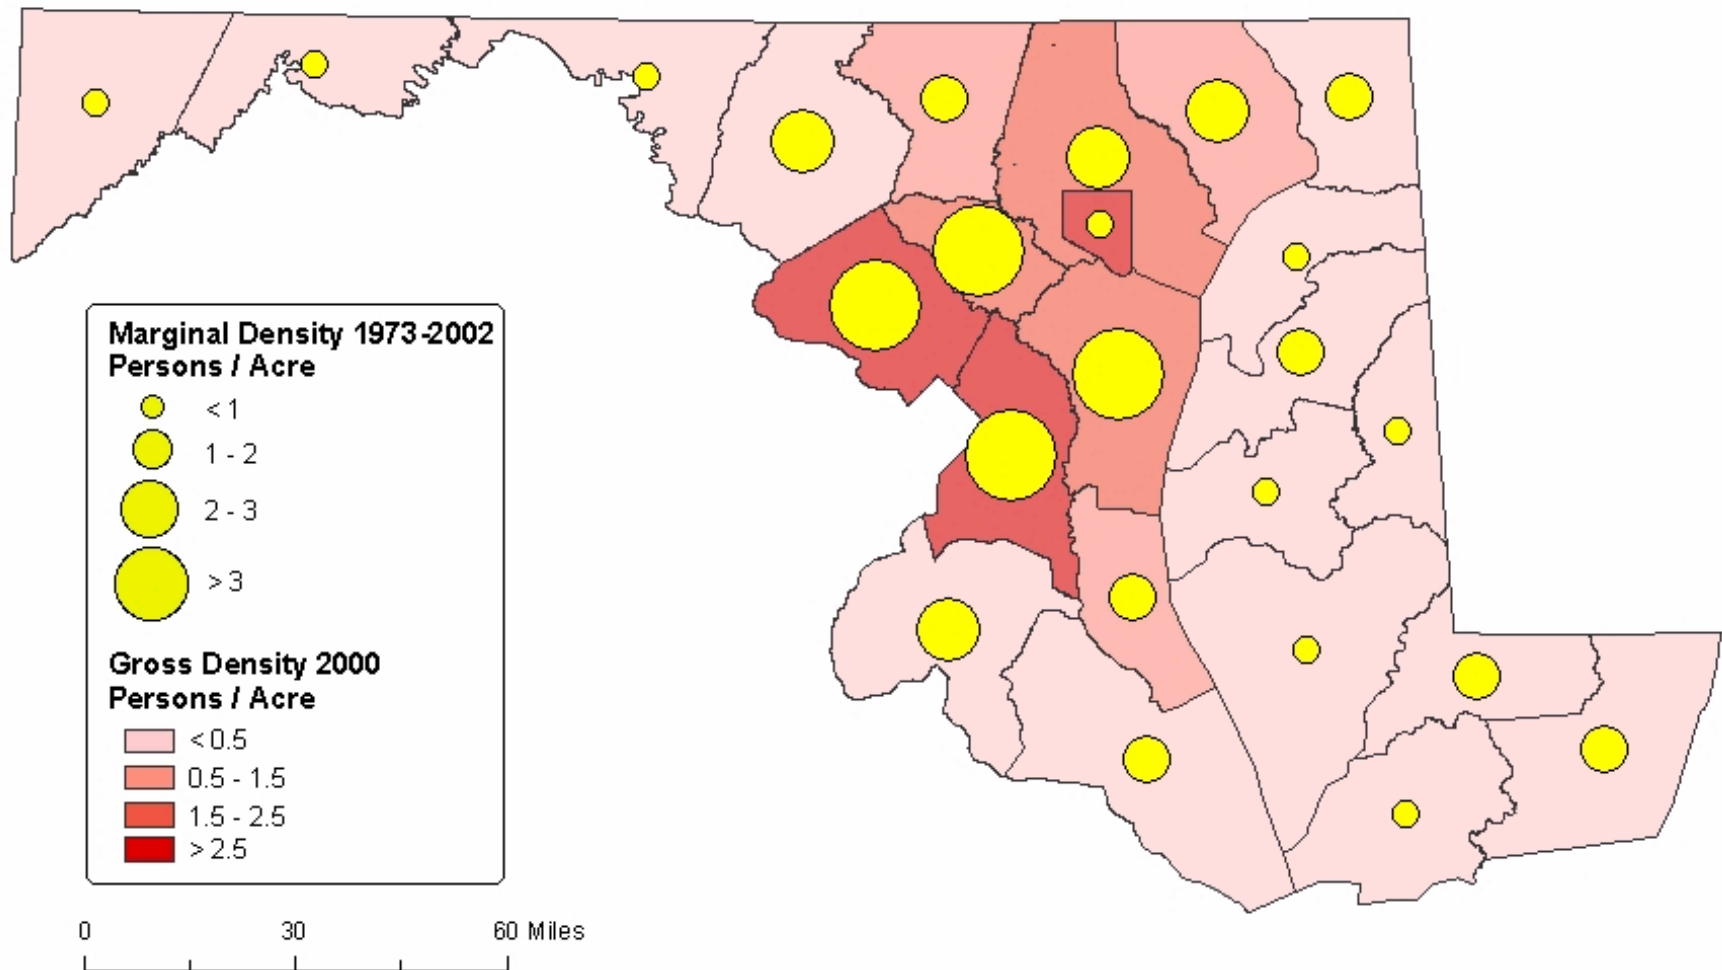 Marginal Density 1973-2002
Persons / Acre
< 1
1 - 2
2 - 3
> 3
Gross Density 2000
Persons / Acre
< 0.5
0.5 - 1.5
1.5 - 2.5
> 2.5
0 30 60 Miles